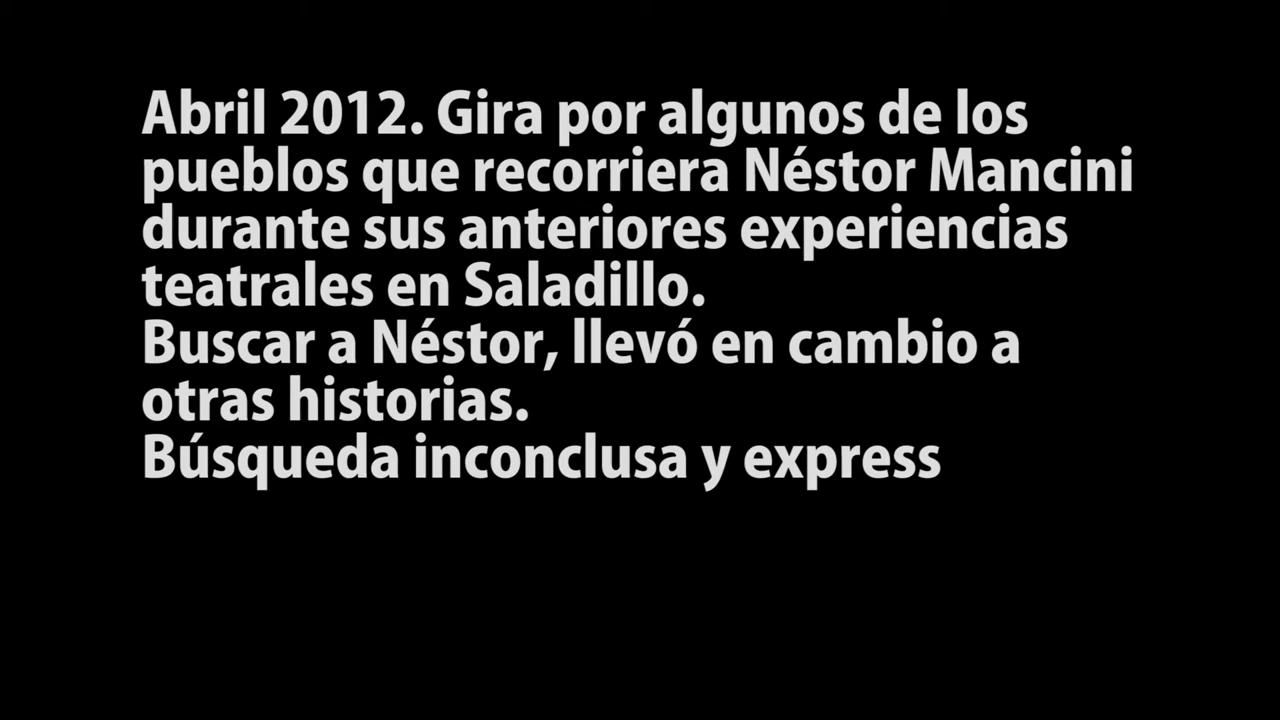 Abril 2012. Gira por algunos de los
pueblos que recorriera Néstor Mancini
durante sus anteriores experiencias
teatrales en Saladillo.
Buscar a Néstor, llevó en cambio a
otras historias.
Búsqueda inconclusa y express